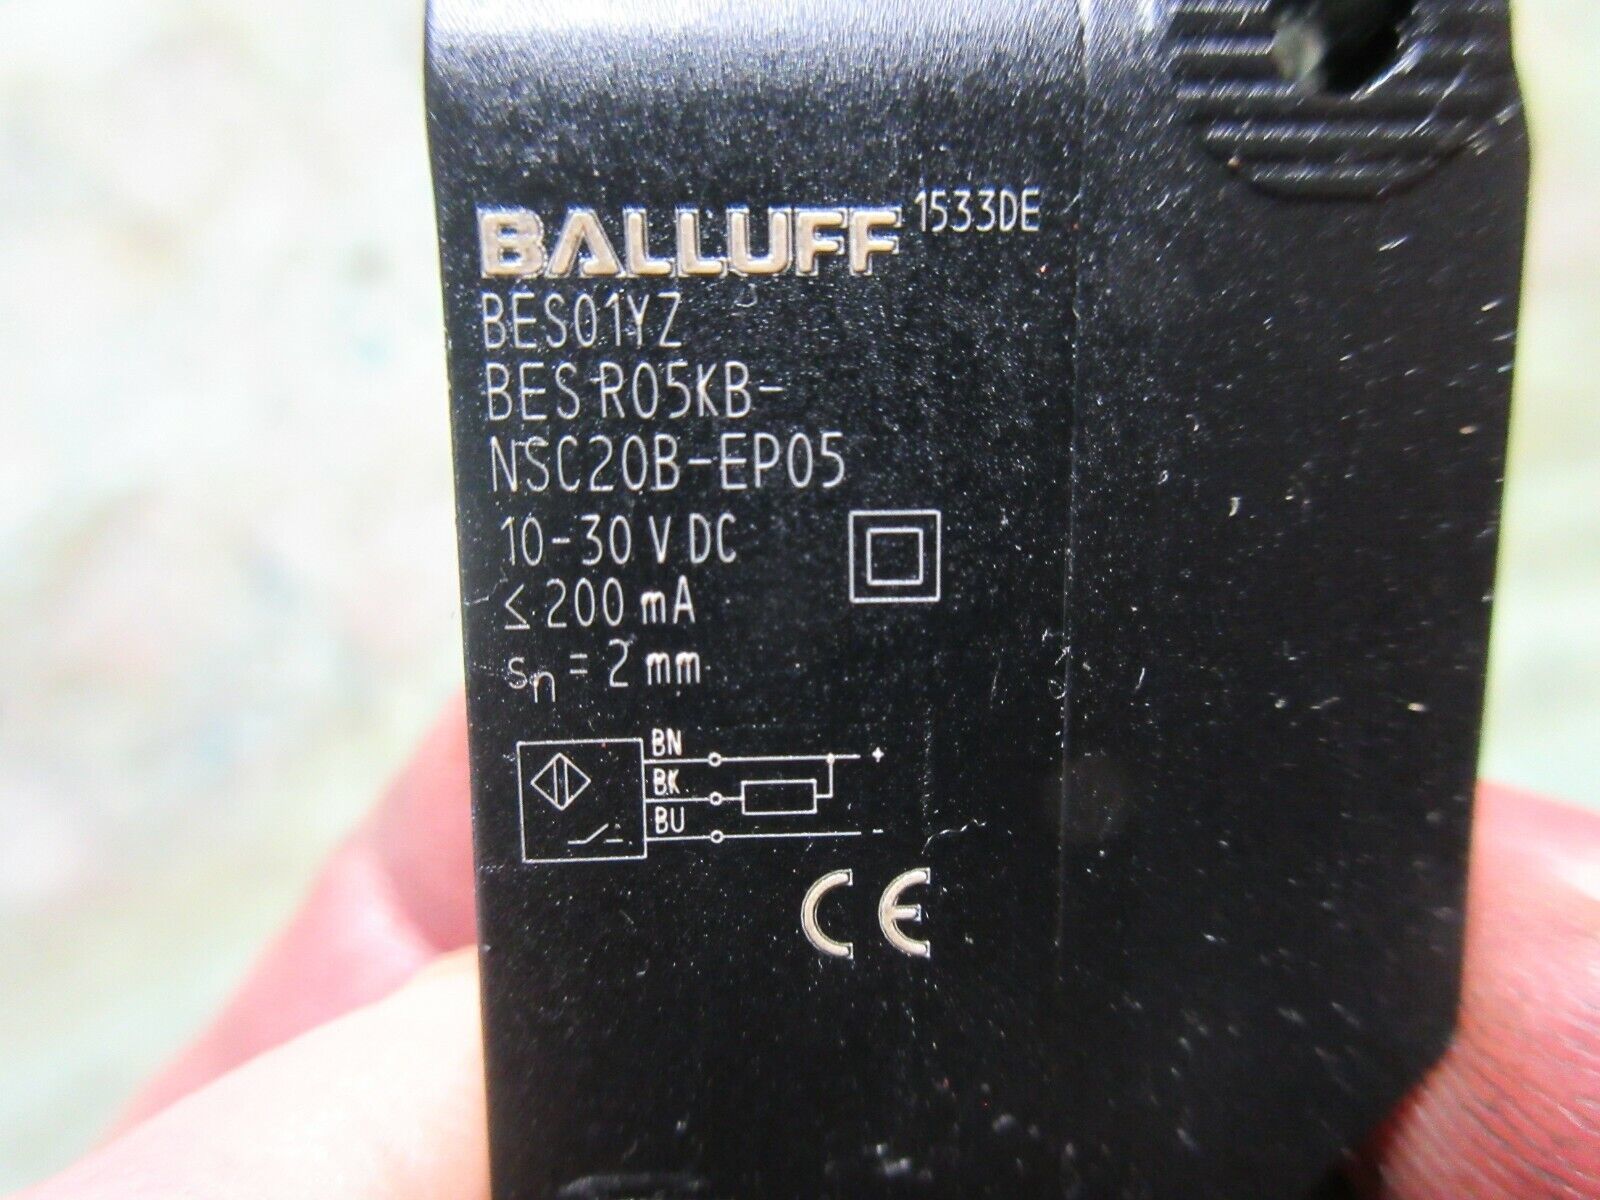 BALLUFF 1533DE
BES01YZ
BES R05KB-
NSC20B-EP05
10-30 V DC
≤ 200 mA
sn = 2 mm
BN +
BK
BU -
CE